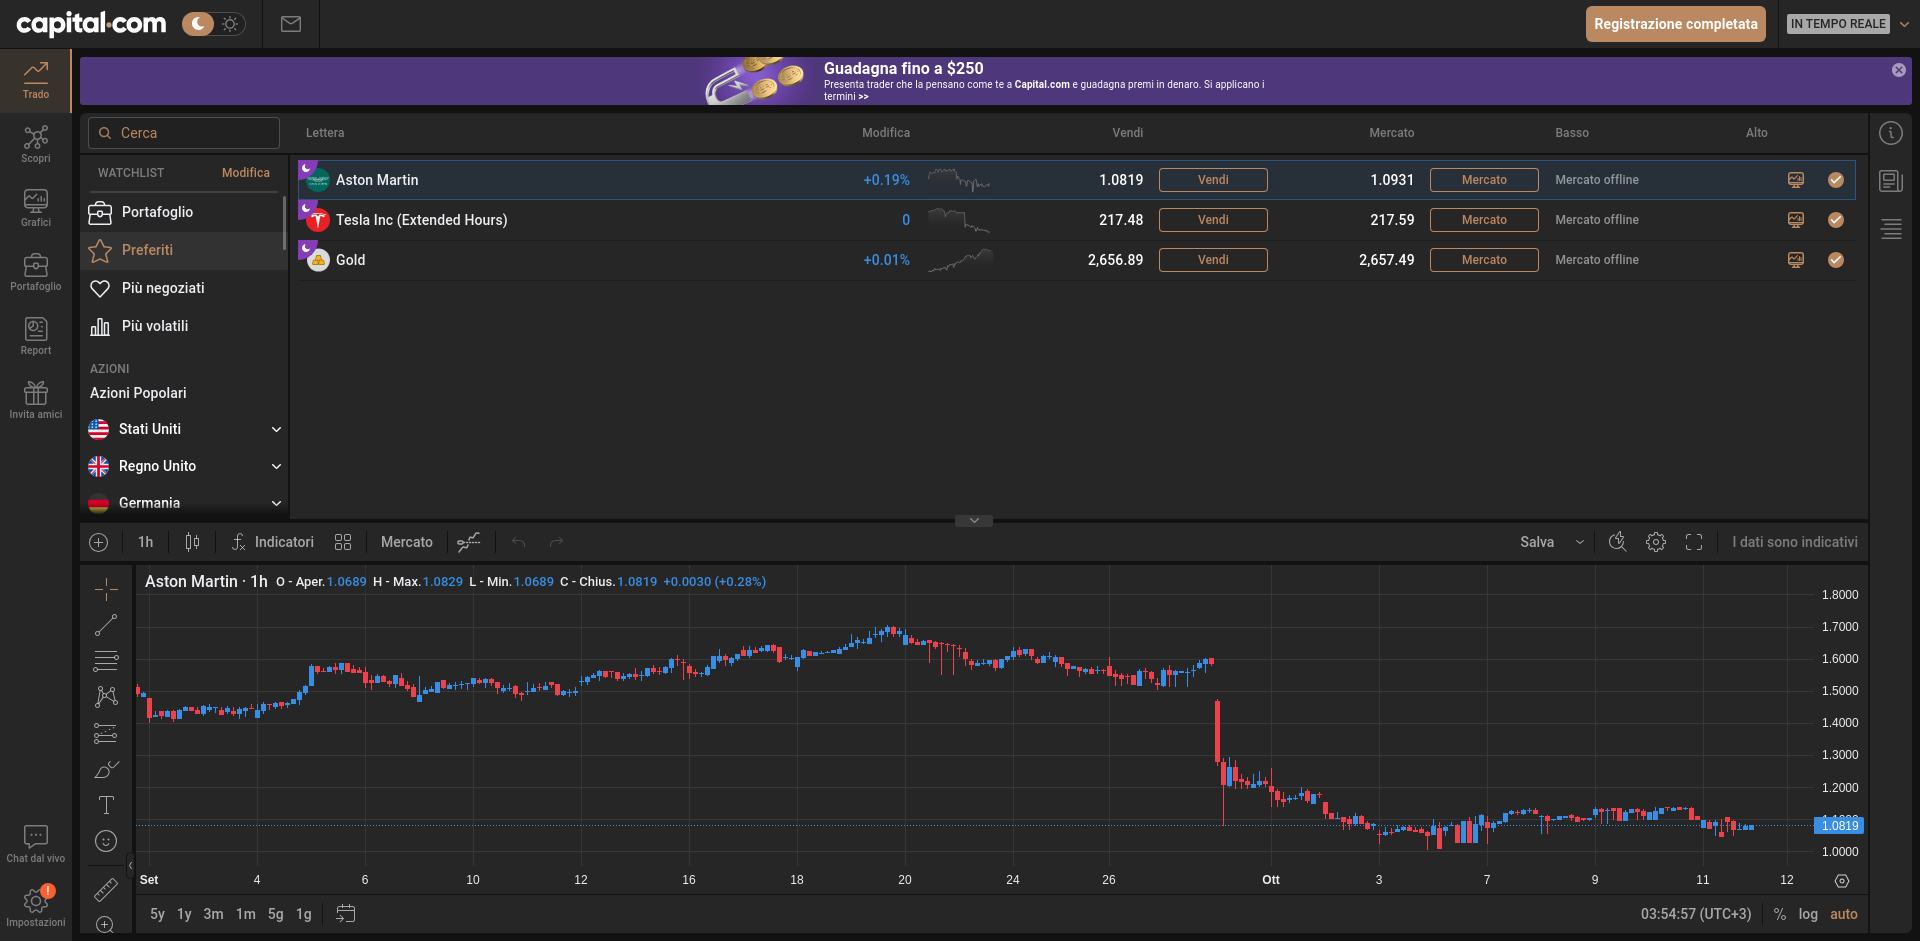 capital.com
Registrazione completata
IN TEMPO REALE
Trado
Scopri
Grafici
Portafoglio
Report
Invita amici
Chat dal vivo
!
Impostazioni
Guadagna fino a $250
Presenta trader che la pensano come te a Capital.com e guadagna premi in denaro. Si applicano i
termini >>
Cerca
Lettera Modifica Vendi Mercato Basso Alto
WATCHLIST Modifica
Portafoglio
Preferiti
Più negoziati
Più volatili
AZIONI
Azioni Popolari
Stati Uniti
Regno Unito
Germania
Aston Martin +0.19% 1.0819 Vendi 1.0931 Mercato Mercato offline
Tesla Inc (Extended Hours) 0 217.48 Vendi 217.59 Mercato Mercato offline
Gold +0.01% 2,656.89 Vendi 2,657.49 Mercato Mercato offline
1h Indicatori Mercato Salva I dati sono indicativi
Aston Martin · 1h O - Aper.1.0689 H - Max.1.0829 L - Min.1.0689 C - Chius.1.0819 +0.0030 (+0.28%)
1.8000
1.7000
1.6000
1.5000
1.4000
1.3000
1.2000
1.0819
1.0000
Set 4 6 10 12 16 18 20 24 26 Ott 3 7 9 11 12
5y 1y 3m 1m 5g 1g 03:54:57 (UTC+3) % log auto